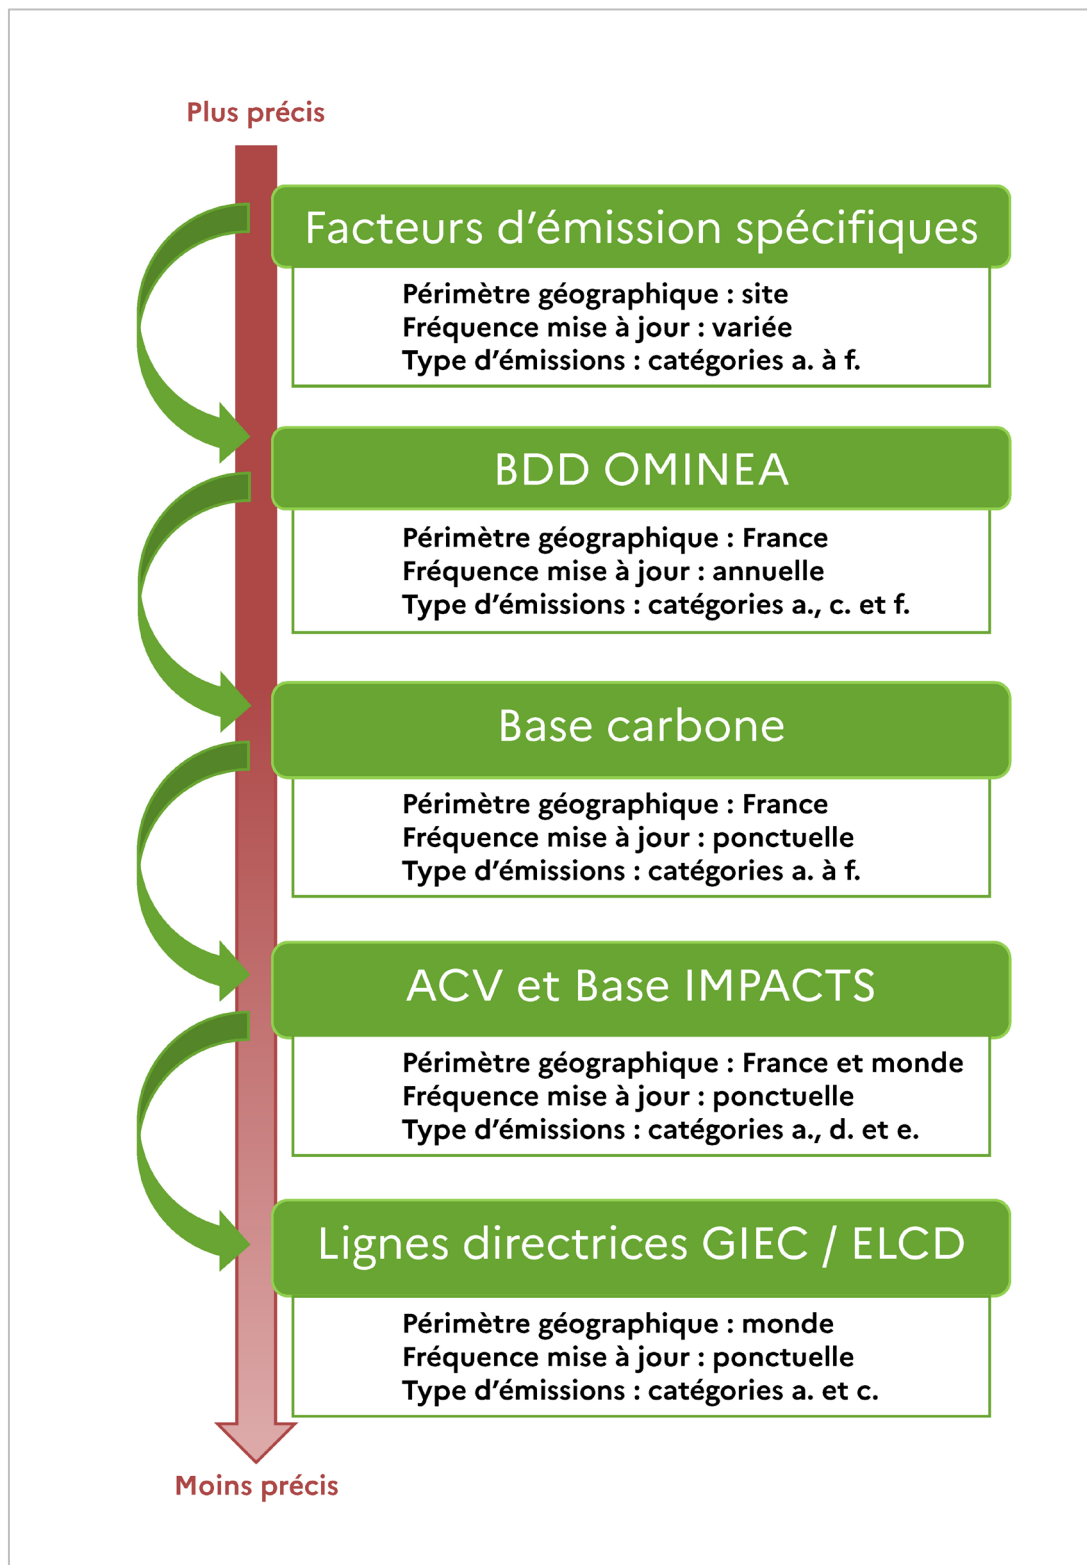 Plus précis
Facteurs d’émission spécifiques
Périmètre géographique : site
Fréquence mise à jour : variée
Type d’émissions : catégories a. à f.
BDD OMINEA
Périmètre géographique : France
Fréquence mise à jour : annuelle
Type d’émissions : catégories a., c. et f.
Base carbone
Périmètre géographique : France
Fréquence mise à jour : ponctuelle
Type d’émissions : catégories a. à f.
ACV et Base IMPACTS
Périmètre géographique : France et monde
Fréquence mise à jour : ponctuelle
Type d’émissions : catégories a., d. et e.
Lignes directrices GIEC / ELCD
Périmètre géographique : monde
Fréquence mise à jour : ponctuelle
Type d’émissions : catégories a. et c.
Moins précis